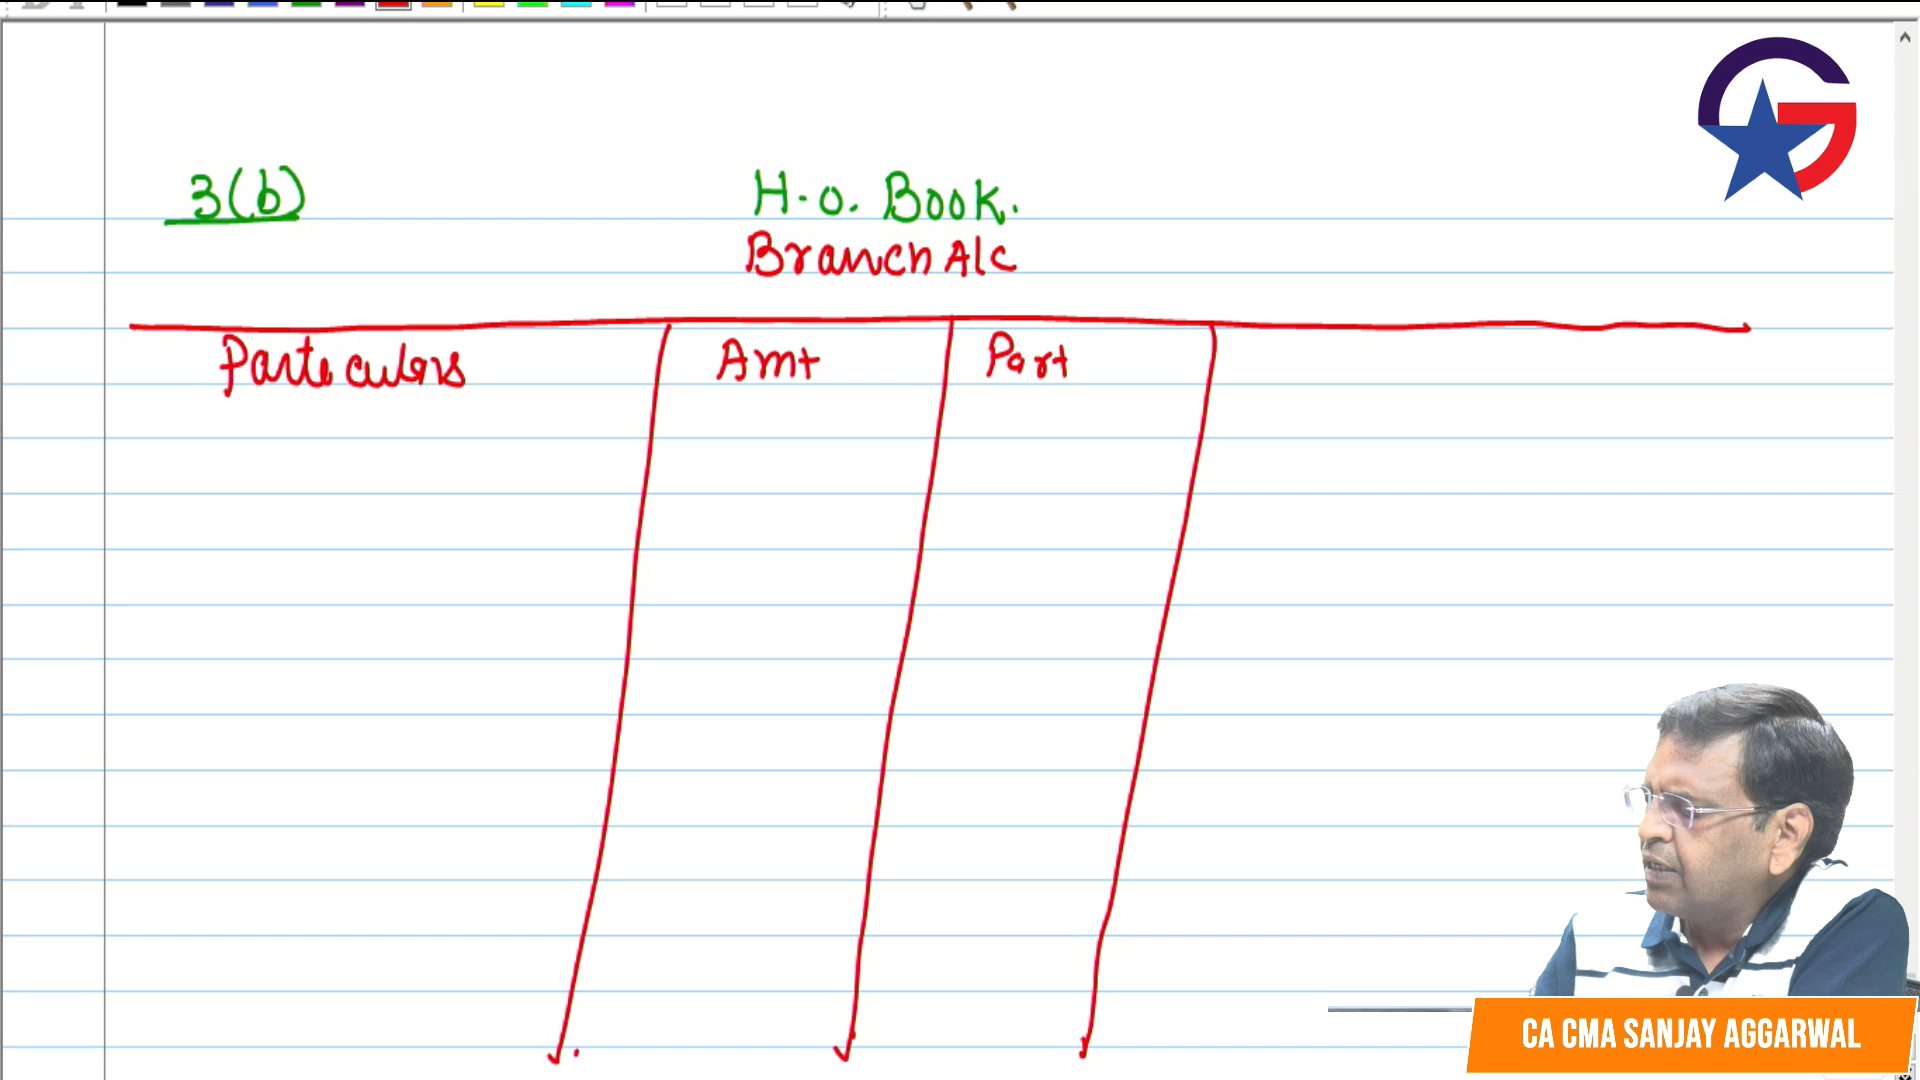 3(b) H.o. Book.
Branch A/c
Particulars Amt Part
CA CMA SANJAY AGGARWAL